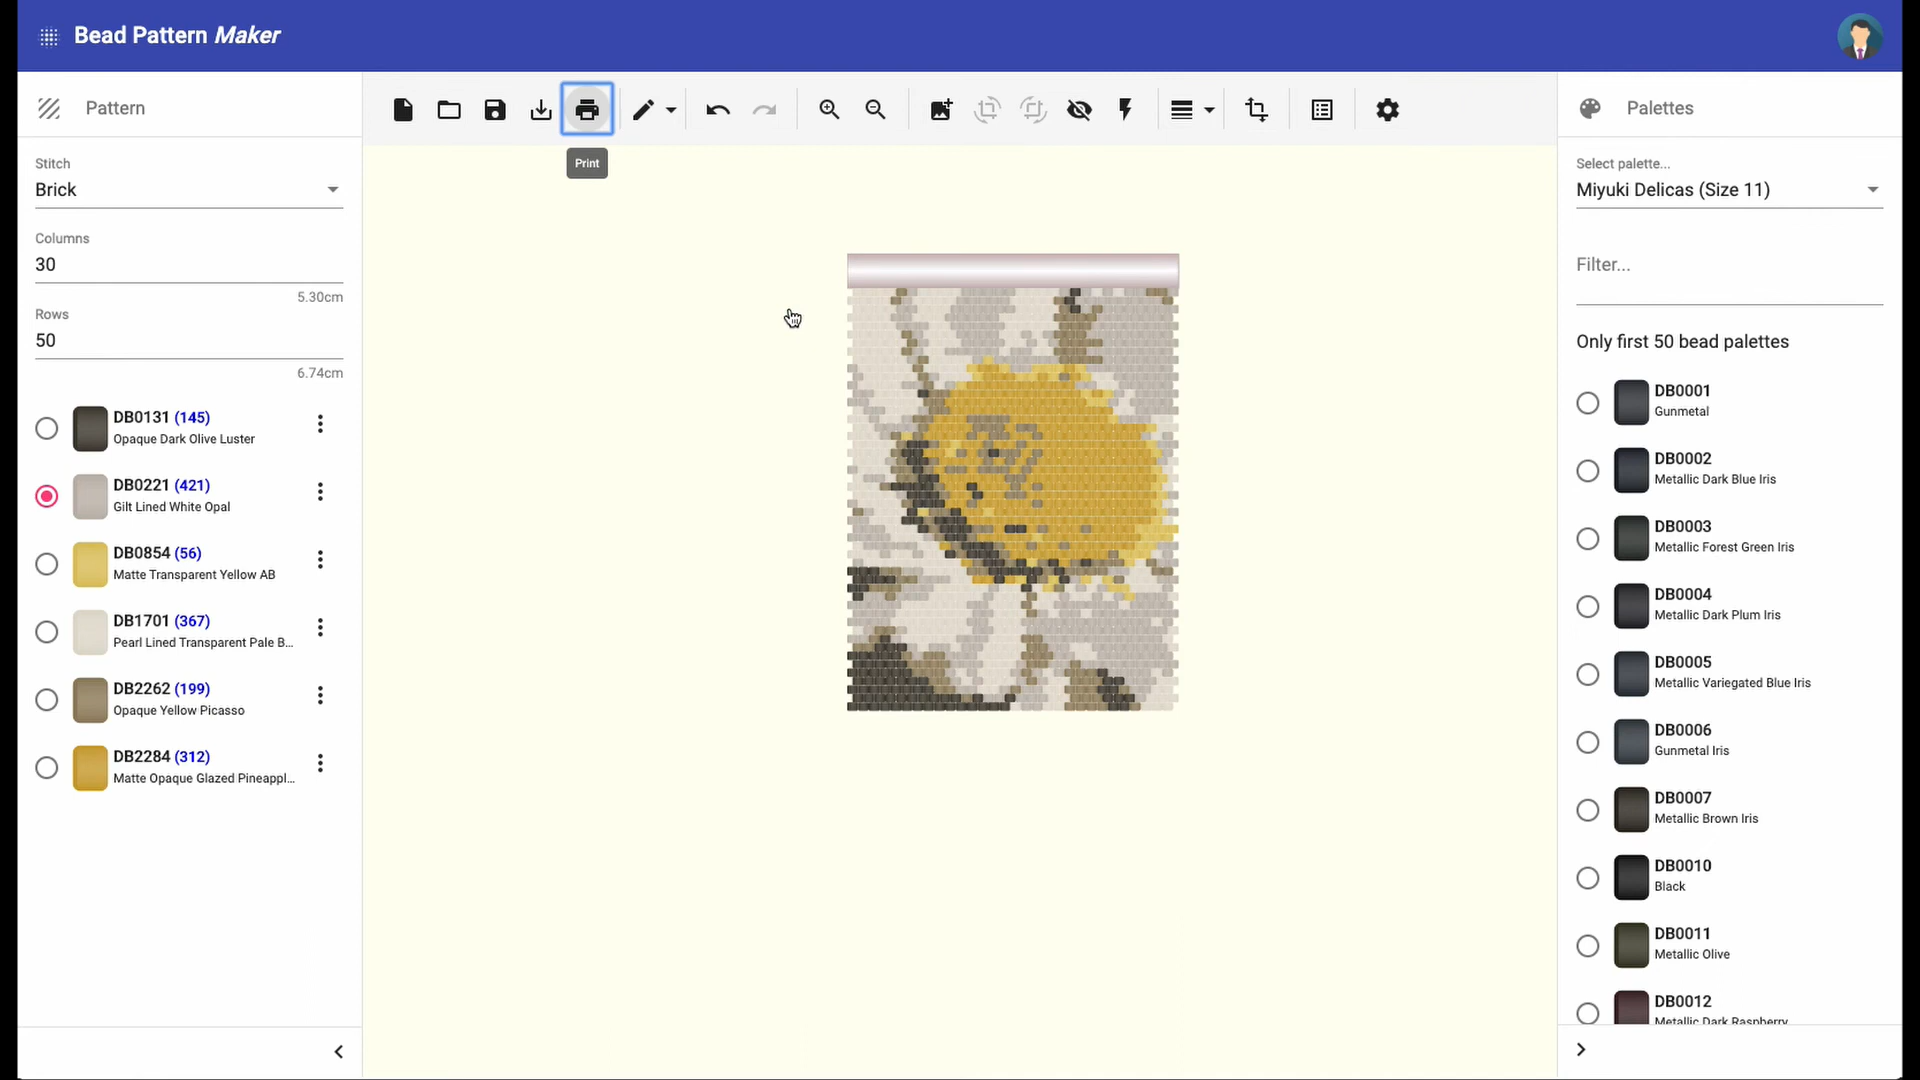 Bead Pattern Maker
Pattern
Print
Palettes
Stitch
Brick
Columns
30
5.30cm
Rows
50
6.74cm
DB0131 (145)
Opaque Dark Olive Luster
DB0221 (421)
Gilt Lined White Opal
DB0854 (56)
Matte Transparent Yellow AB
DB1701 (367)
Pearl Lined Transparent Pale B...
DB2262 (199)
Opaque Yellow Picasso
DB2284 (312)
Matte Opaque Glazed Pineappl...
Select palette...
Miyuki Delicas (Size 11)
Filter...
Only first 50 bead palettes
DB0001
Gunmetal
DB0002
Metallic Dark Blue Iris
DB0003
Metallic Forest Green Iris
DB0004
Metallic Dark Plum Iris
DB0005
Metallic Variegated Blue Iris
DB0006
Gunmetal Iris
DB0007
Metallic Brown Iris
DB0010
Black
DB0011
Metallic Olive
DB0012
Metallic Dark Raspberry